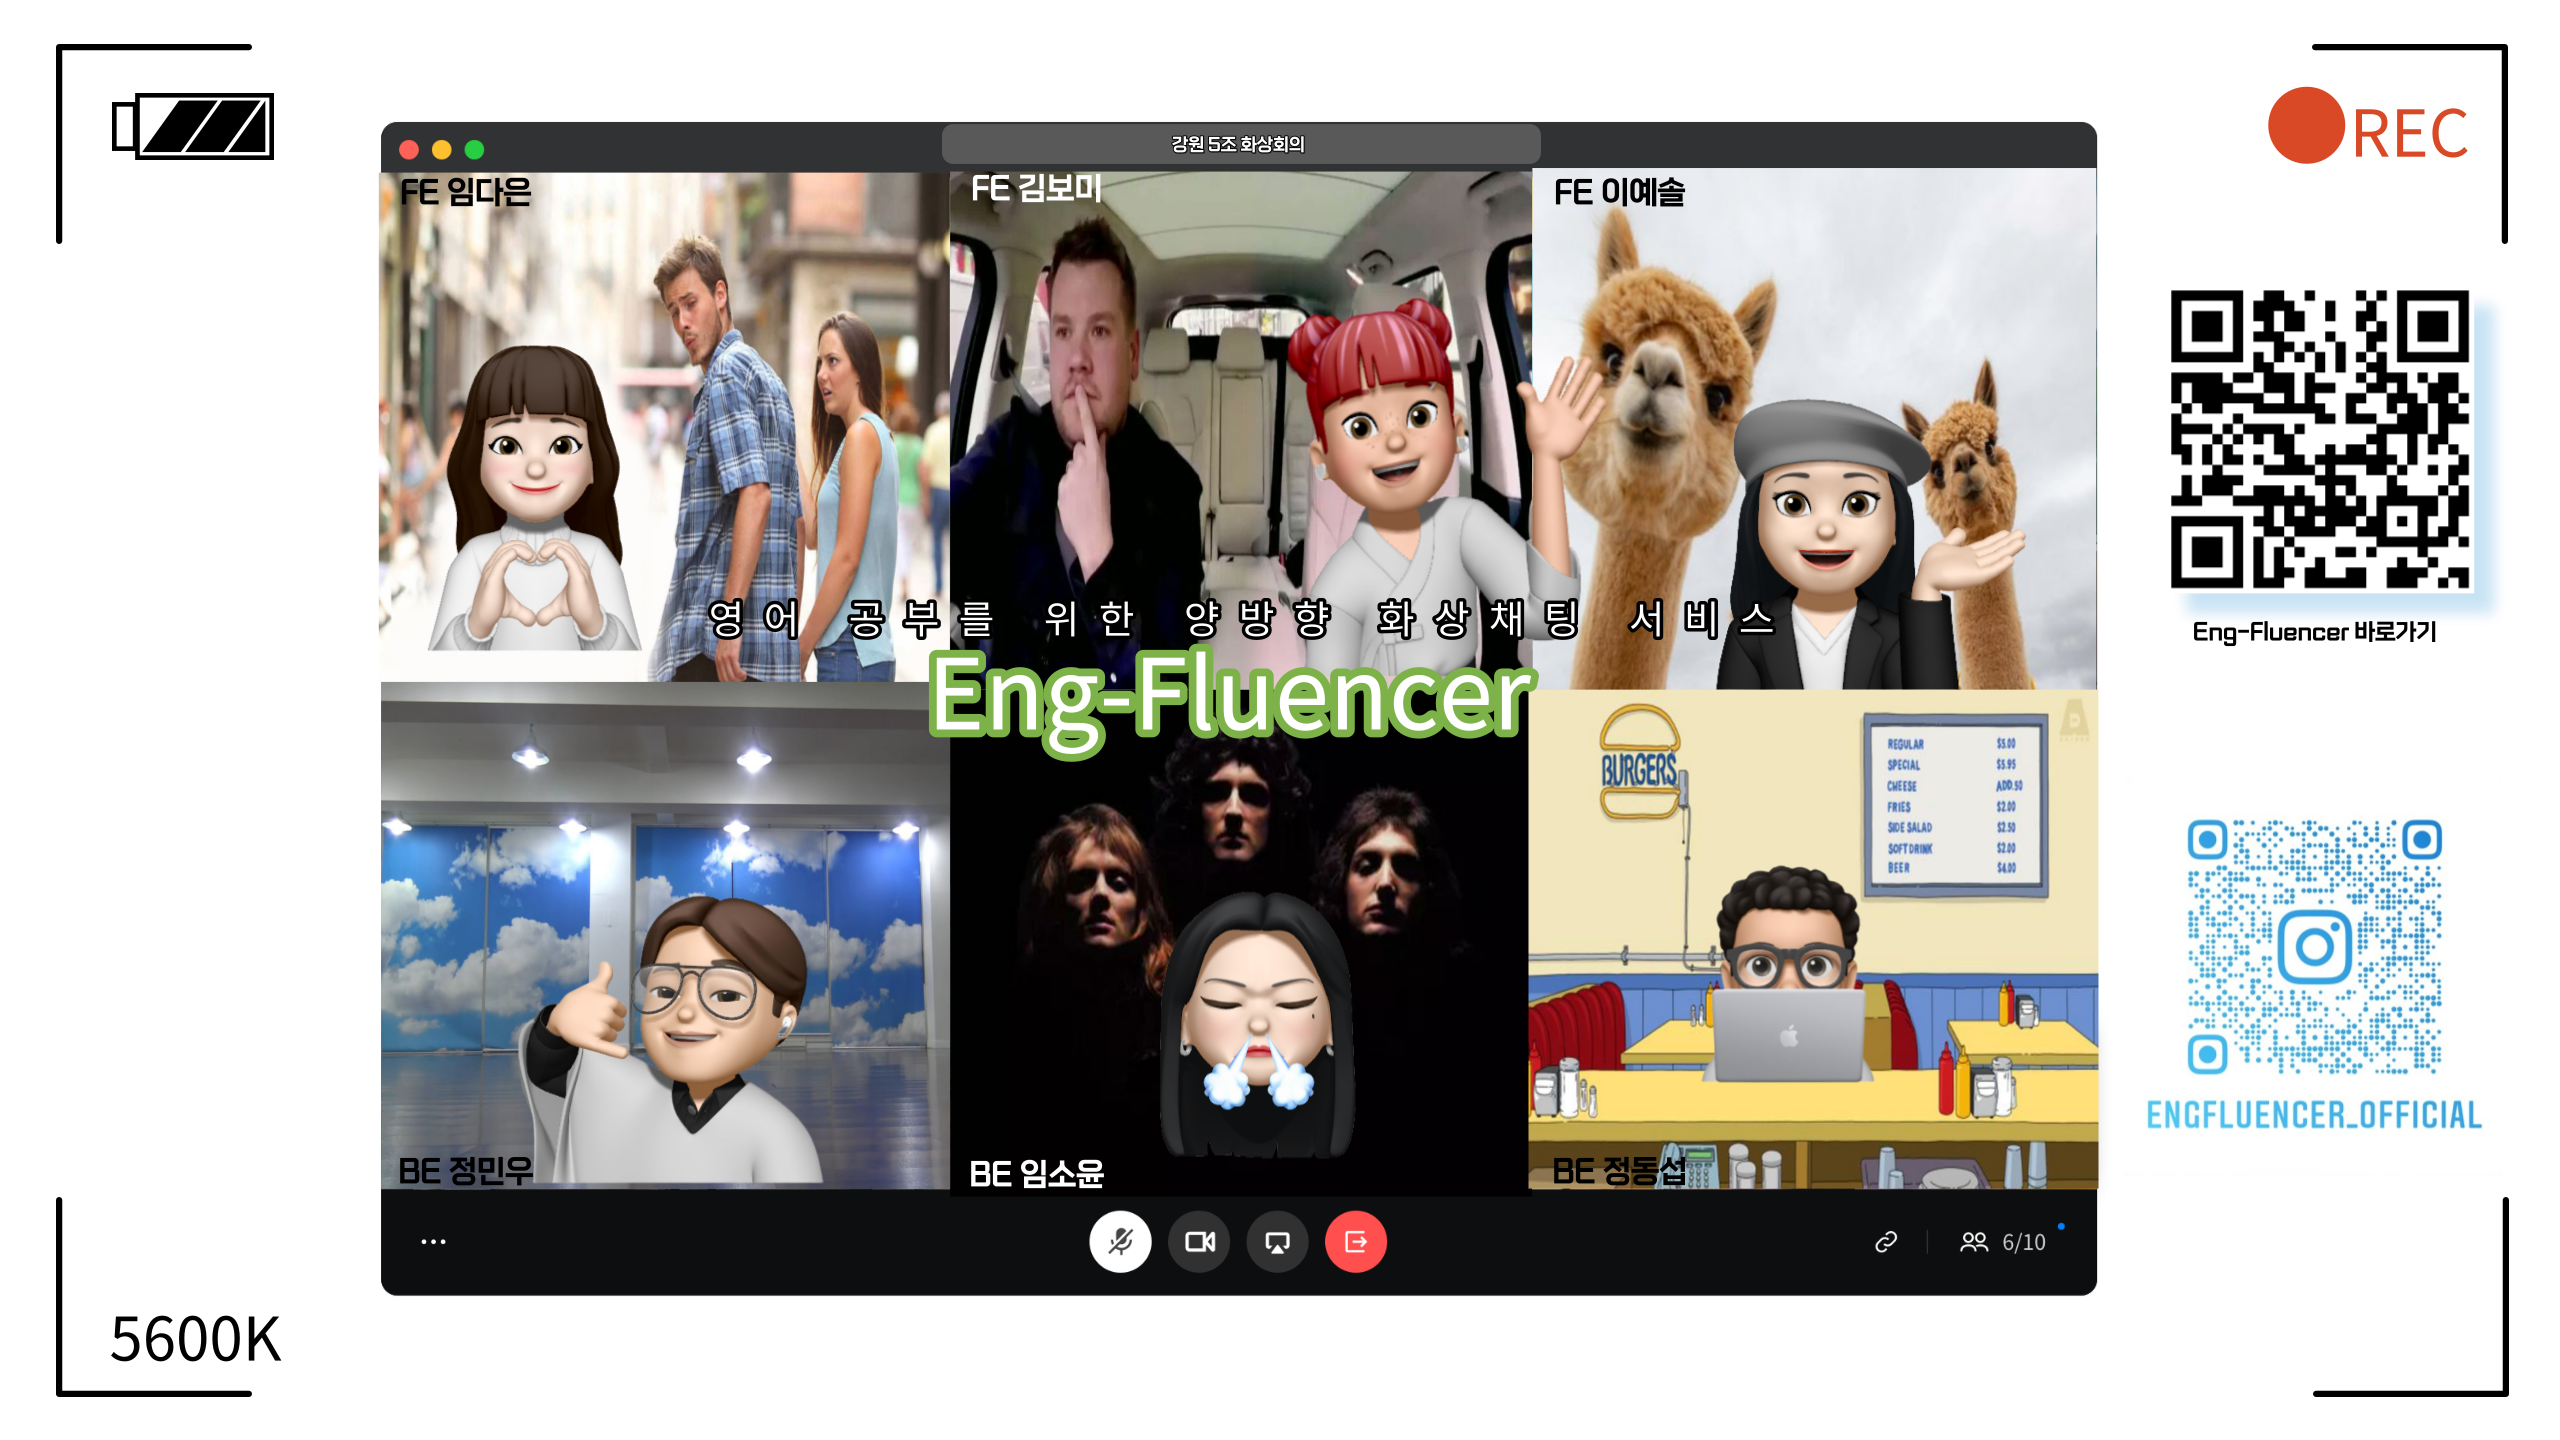 REC
강원 5조 화상회의
FE 임다은
FE 김보미
FE 이예솔
영어 공부를 위한 양방향 화상채팅 서비스
Eng-Fluencer
Eng-Fluencer 바로가기
BURGERS
REGULAR $5.00
SPECIAL $5.95
CHEESE ADD.50
FRIES $2.00
SIDE SALAD $2.50
SOFT DRINK $2.00
BEER $4.00
ENGFLUENCER_OFFICIAL
BE 정민우
BE 임소윤
BE 정동섭
6/10
5600K